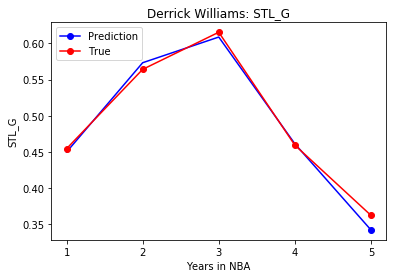 Derrick Williams: STL_G
Prediction
True
0.60
0.55
0.50
0.45
0.40
0.35
STL_G
1 2 3 4 5
Years in NBA